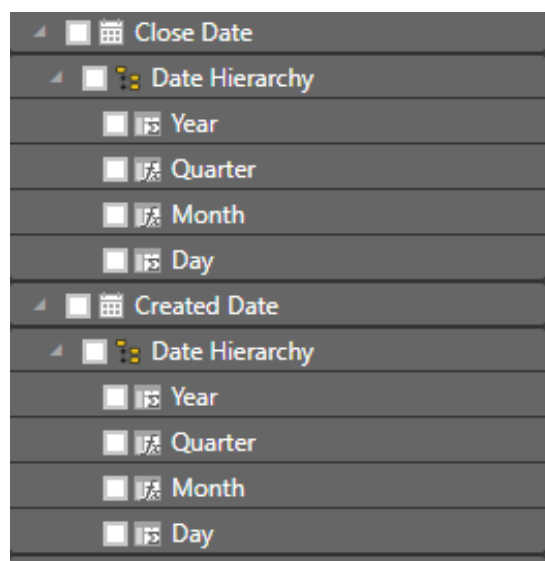 Close Date
Date Hierarchy
Year
Quarter
Month
Day
Created Date
Date Hierarchy
Year
Quarter
Month
Day